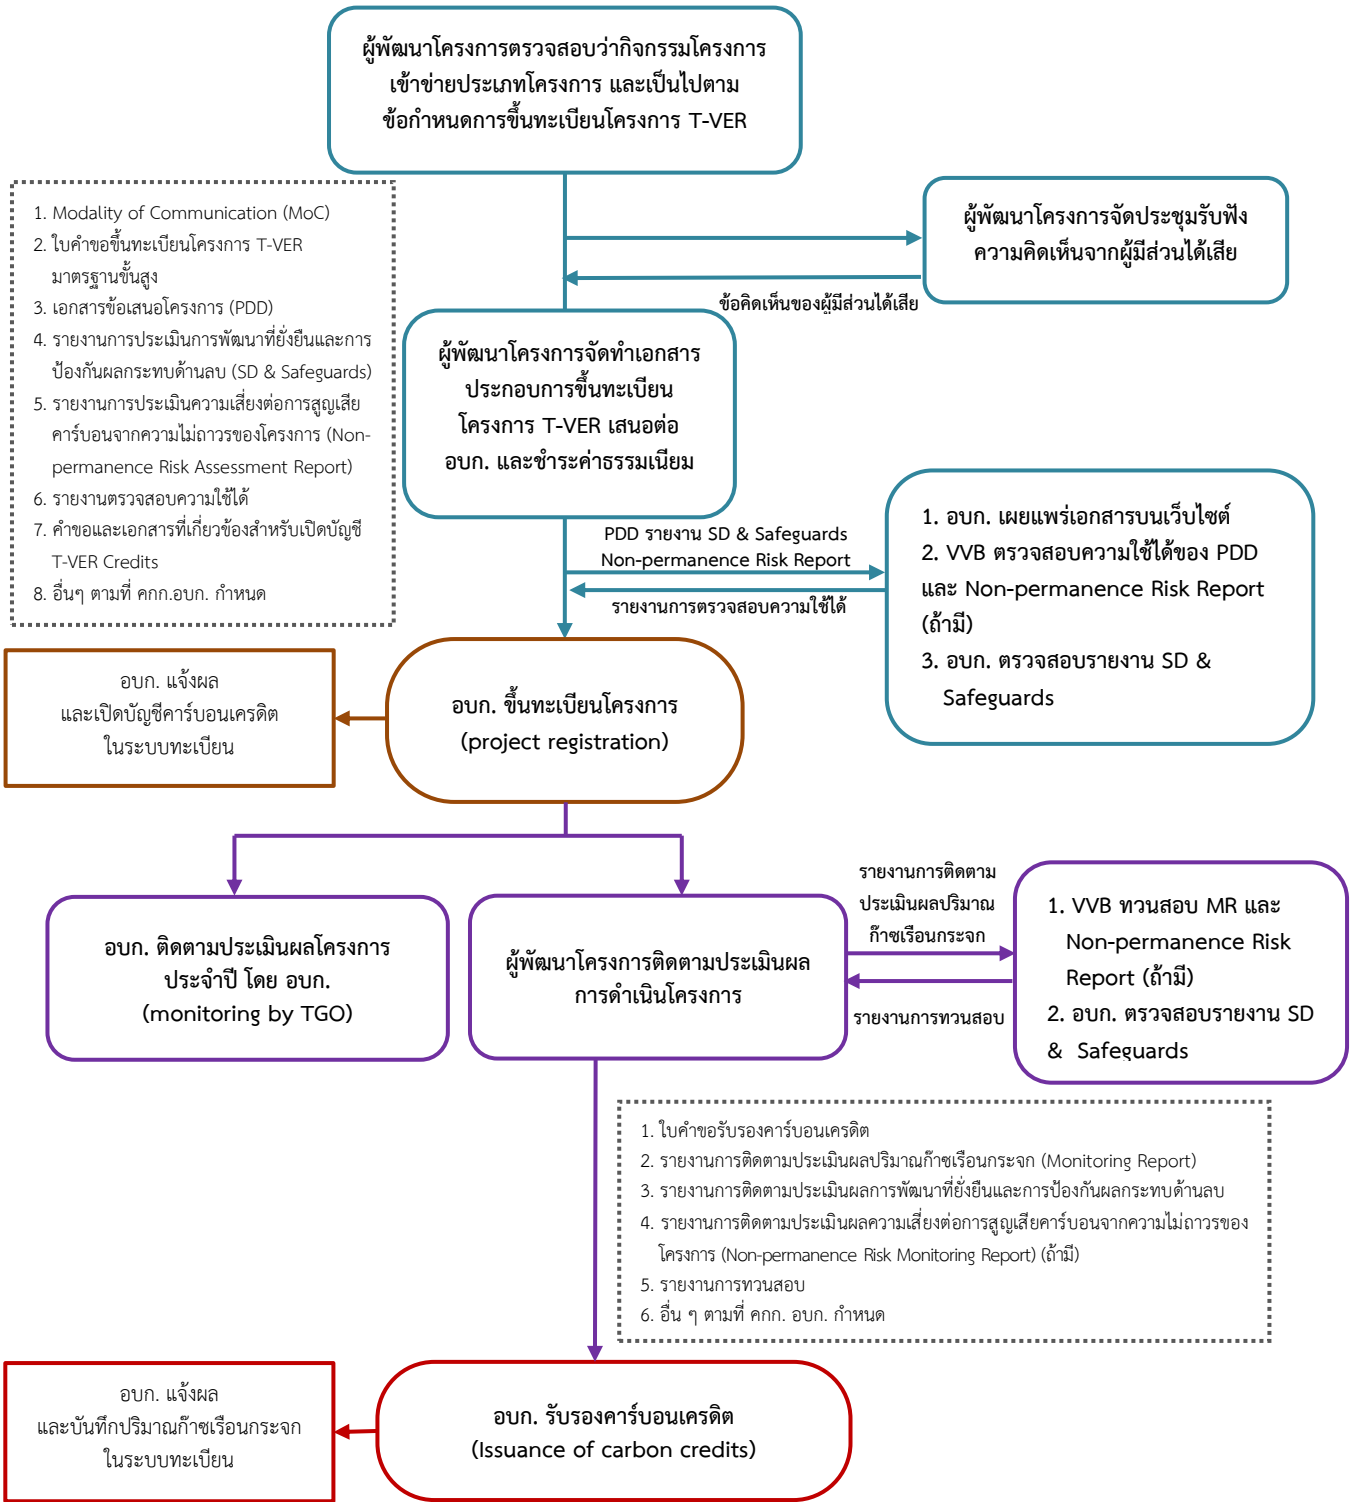 ผู้พัฒนาโครงการตรวจสอบว่ากิจกรรมโครงการ
เข้าข่ายประเภทโครงการ และเป็นไปตาม
ข้อกำหนดการขึ้นทะเบียนโครงการ T-VER
1. Modality of Communication (MoC)
2. ใบคำขอขึ้นทะเบียนโครงการ T-VER
มาตรฐานขั้นสูง
3. เอกสารข้อเสนอโครงการ (PDD)
4. รายงานการประเมินการพัฒนาที่ยั่งยืนและการ
ป้องกันผลกระทบด้านลบ (SD & Safeguards)
5. รายงานการประเมินความเสี่ยงต่อการสูญเสีย
คาร์บอนจากความไม่ถาวรของโครงการ (Non-
permanence Risk Assessment Report)
6. รายงานตรวจสอบความใช้ได้
7. คำขอและเอกสารที่เกี่ยวข้องสำหรับเปิดบัญชี
T-VER Credits
8. อื่นๆ ตามที่ คกก.อบก. กำหนด
ผู้พัฒนาโครงการจัดประชุมรับฟัง
ความคิดเห็นจากผู้มีส่วนได้เสีย
ข้อคิดเห็นของผู้มีส่วนได้เสีย
ผู้พัฒนาโครงการจัดทำเอกสาร
ประกอบการขึ้นทะเบียน
โครงการ T-VER เสนอต่อ
อบก. และชำระค่าธรรมเนียม
PDD รายงาน SD & Safeguards
Non-permanence Risk Report
รายงานการตรวจสอบความใช้ได้
1. อบก. เผยแพร่เอกสารบนเว็บไซต์
2. VVB ตรวจสอบความใช้ได้ของ PDD
และ Non-permanence Risk Report
(ถ้ามี)
3. อบก. ตรวจสอบรายงาน SD &
Safeguards
อบก. แจ้งผล
และเปิดบัญชีคาร์บอนเครดิต
ในระบบทะเบียน
อบก. ขึ้นทะเบียนโครงการ
(project registration)
อบก. ติดตามประเมินผลโครงการ
ประจำปี โดย อบก.
(monitoring by TGO)
ผู้พัฒนาโครงการติดตามประเมินผล
การดำเนินโครงการ
รายงานการติดตาม
ประเมินผลปริมาณ
ก๊าซเรือนกระจก
รายงานการทวนสอบ
1. VVB ทวนสอบ MR และ
Non-permanence Risk
Report (ถ้ามี)
2. อบก. ตรวจสอบรายงาน SD
& Safeguards
1. ใบคำขอรับรองคาร์บอนเครดิต
2. รายงานการติดตามประเมินผลปริมาณก๊าซเรือนกระจก (Monitoring Report)
3. รายงานการติดตามประเมินผลการพัฒนาที่ยั่งยืนและการป้องกันผลกระทบด้านลบ
4. รายงานการติดตามประเมินผลความเสี่ยงต่อการสูญเสียคาร์บอนจากความไม่ถาวรของ
โครงการ (Non-permanence Risk Monitoring Report) (ถ้ามี)
5. รายงานการทวนสอบ
6. อื่น ๆ ตามที่ คกก. อบก. กำหนด
อบก. แจ้งผล
และบันทึกปริมาณก๊าซเรือนกระจก
ในระบบทะเบียน
อบก. รับรองคาร์บอนเครดิต
(Issuance of carbon credits)